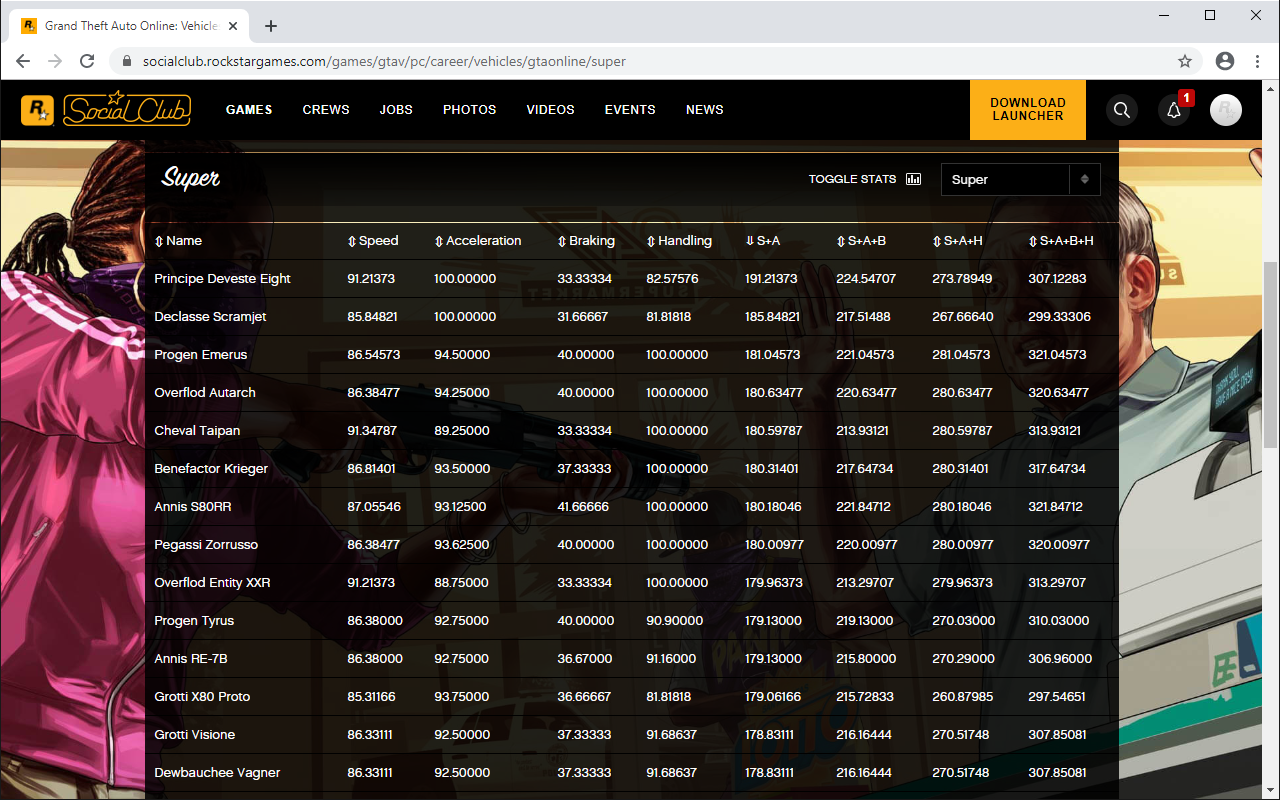 Grand Theft Auto Online: Vehicle
socialclub.rockstargames.com/games/gtav/pc/career/vehicles/gtaonline/super
R Social Club GAMES CREWS JOBS PHOTOS VIDEOS EVENTS NEWS DOWNLOAD LAUNCHER 1
Super TOGGLE STATS Super
SUPERMARKET
⇕ Name ⇕ Speed ⇕ Acceleration ⇕ Braking ⇕ Handling ⇓ S+A ⇕ S+A+B ⇕ S+A+H ⇕ S+A+B+H
Principe Deveste Eight 91.21373 100.00000 33.33334 82.57576 191.21373 224.54707 273.78949 307.12283
Declasse Scramjet 85.84821 100.00000 31.66667 81.81818 185.84821 217.51488 267.66640 299.33306
Progen Emerus 86.54573 94.50000 40.00000 100.00000 181.04573 221.04573 281.04573 321.04573
Overflod Autarch 86.38477 94.25000 40.00000 100.00000 180.63477 220.63477 280.63477 320.63477
THANK YOU,
HAVE A NICE DAY!
Cheval Taipan 91.34787 89.25000 33.33334 100.00000 180.59787 213.93121 280.59787 313.93121
Benefactor Krieger 86.81401 93.50000 37.33333 100.00000 180.31401 217.64734 280.31401 317.64734
Annis S80RR 87.05546 93.12500 41.66666 100.00000 180.18046 221.84712 280.18046 321.84712
Pegassi Zorrusso 86.38477 93.62500 40.00000 100.00000 180.00977 220.00977 280.00977 320.00977
Overflod Entity XXR 91.21373 88.75000 33.33334 100.00000 179.96373 213.29707 279.96373 313.29707
Progen Tyrus 86.38000 92.75000 40.00000 90.90000 179.13000 219.13000 270.03000 310.03000
Annis RE-7B 86.38000 92.75000 36.67000 91.16000 179.13000 215.80000 270.29000 306.96000
Grotti X80 Proto 85.31166 93.75000 36.66667 81.81818 179.06166 215.72833 260.87985 297.54651
Grotti Visione 86.33111 92.50000 37.33333 91.68637 178.83111 216.16444 270.51748 307.85081
Dewbauchee Vagner 86.33111 92.50000 37.33333 91.68637 178.83111 216.16444 270.51748 307.85081